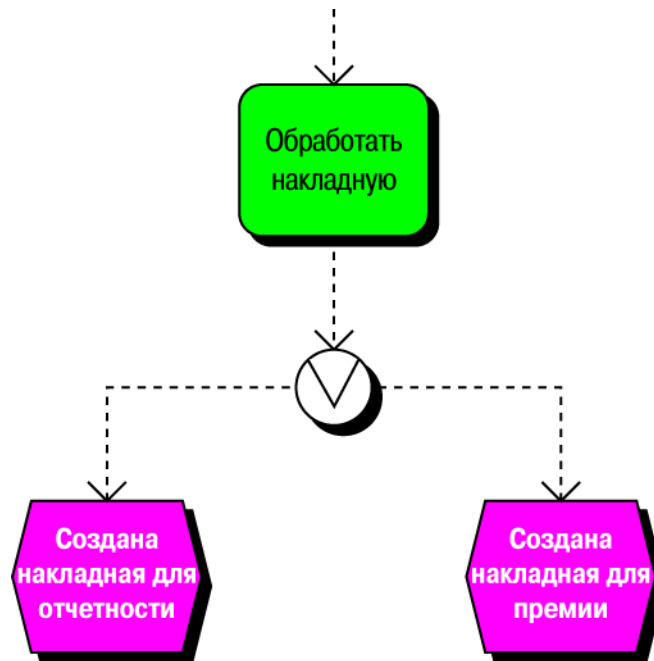 Обработать
накладную
Создана
накладная для
отчетности
Создана
накладная для
премии